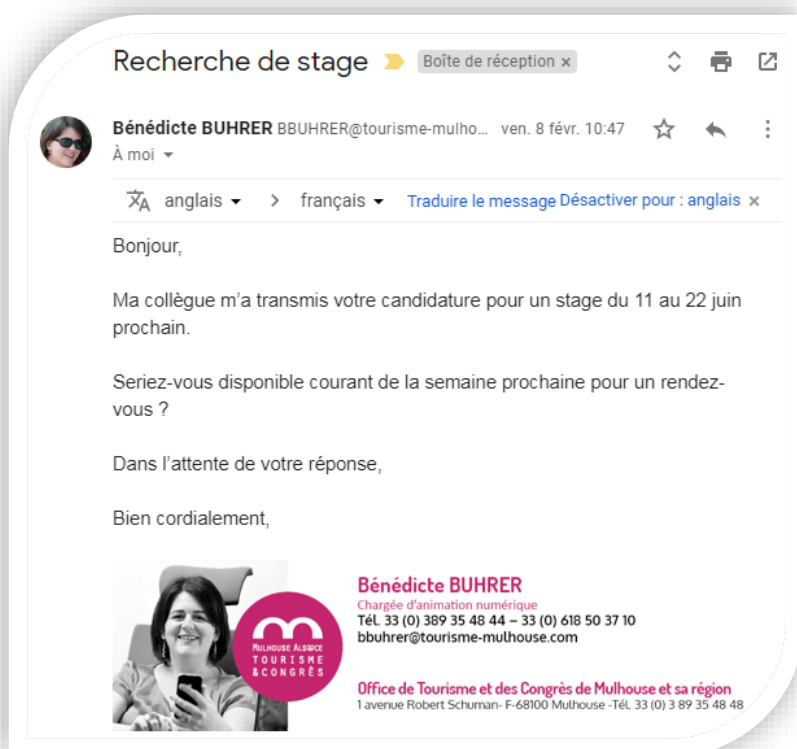 Recherche de stage Boîte de réception x
Bénédicte BUHRER BBUHRER@tourisme-mulho... ven. 8 févr. 10:47
À moi
anglais > français Traduire le message Désactiver pour : anglais x
Bonjour,
Ma collègue m'a transmis votre candidature pour un stage du 11 au 22 juin
prochain.
Seriez-vous disponible courant de la semaine prochaine pour un rendez-
vous ?
Dans l'attente de votre réponse,
Bien cordialement,
MULHOUSE ALSACE
TOURISME
&CONGRÈS
Bénédicte BUHRER
Chargée d'animation numérique
Tél. 33 (0) 389 35 48 44 – 33 (0) 618 50 37 10
bbuhrer@tourisme-mulhouse.com
Office de Tourisme et des Congrès de Mulhouse et sa région
1 avenue Robert Schuman- F-68100 Mulhouse -Tél. 33 (0) 3 89 35 48 48